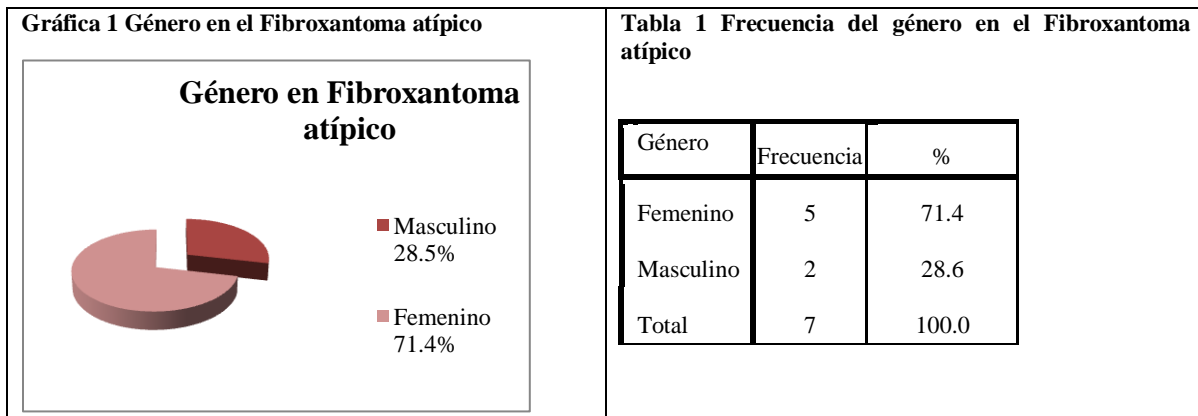 Gráfica 1 Género en el Fibroxantoma atípico
Género en Fibroxantoma
atípico
Masculino
28.5%
Femenino
71.4%
Tabla 1 Frecuencia del género en el Fibroxantoma
atípico
Género Frecuencia %
Femenino 5 71.4
Masculino 2 28.6
Total 7 100.0